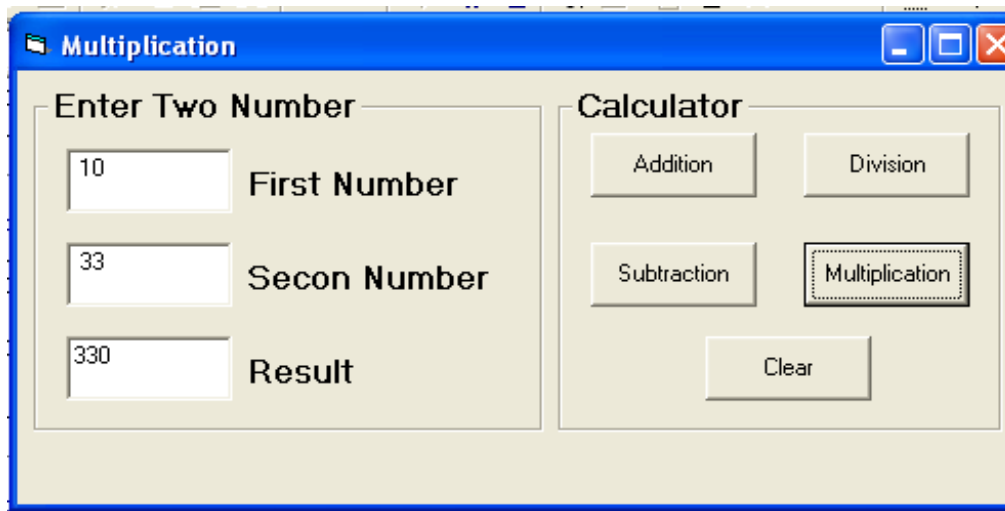 Multiplication
Enter Two Number
10
First Number
33
Secon Number
330
Result
Calculator
Addition
Division
Subtraction
Multiplication
Clear